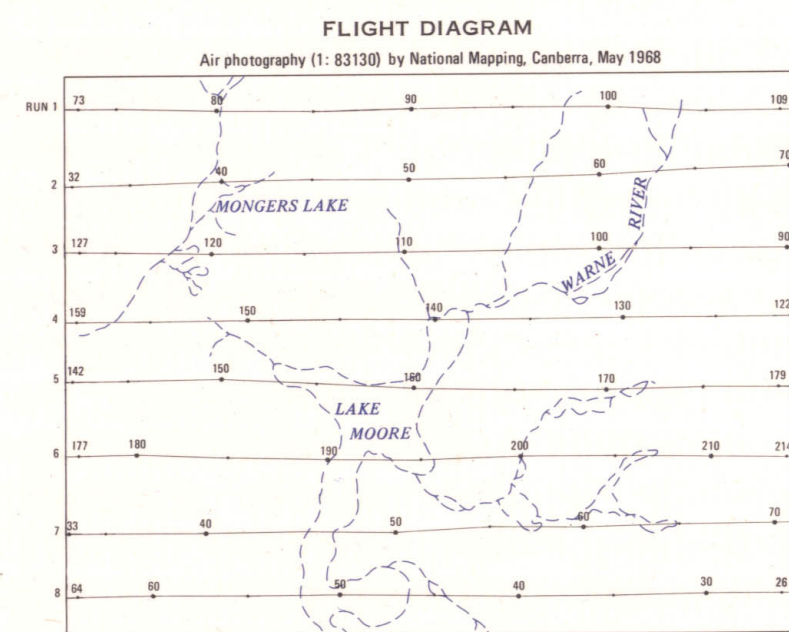 FLIGHT DIAGRAM
Air photography (1: 83130) by National Mapping, Canberra, May 1968
RUN 1 73 80 90 100 109
2 32 40 50 60 70
MONGERS LAKE
RIVER
3 127 120 110 100 90
WARNE
4 159 150 140 130 122
5 142 150 160 170 179
LAKE
MOORE
6 177 180 190 200 210 214
7 33 40 50 60 70
8 64 60 50 40 30 26